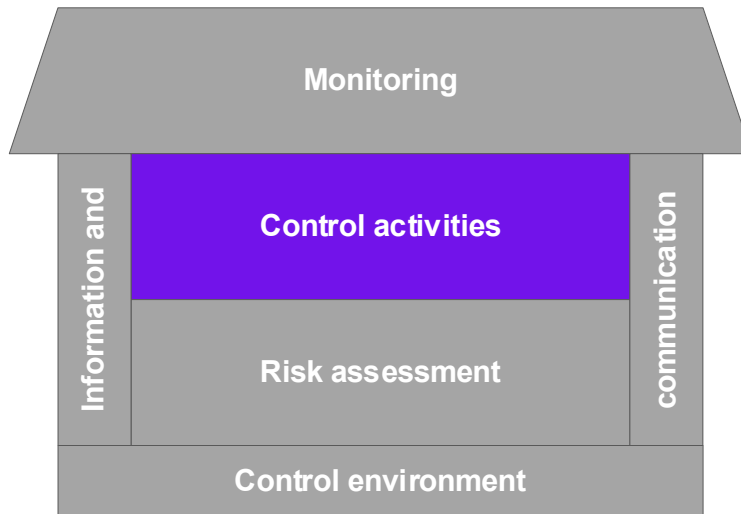 Monitoring
Information and
Control activities
communication
Risk assessment
Control environment